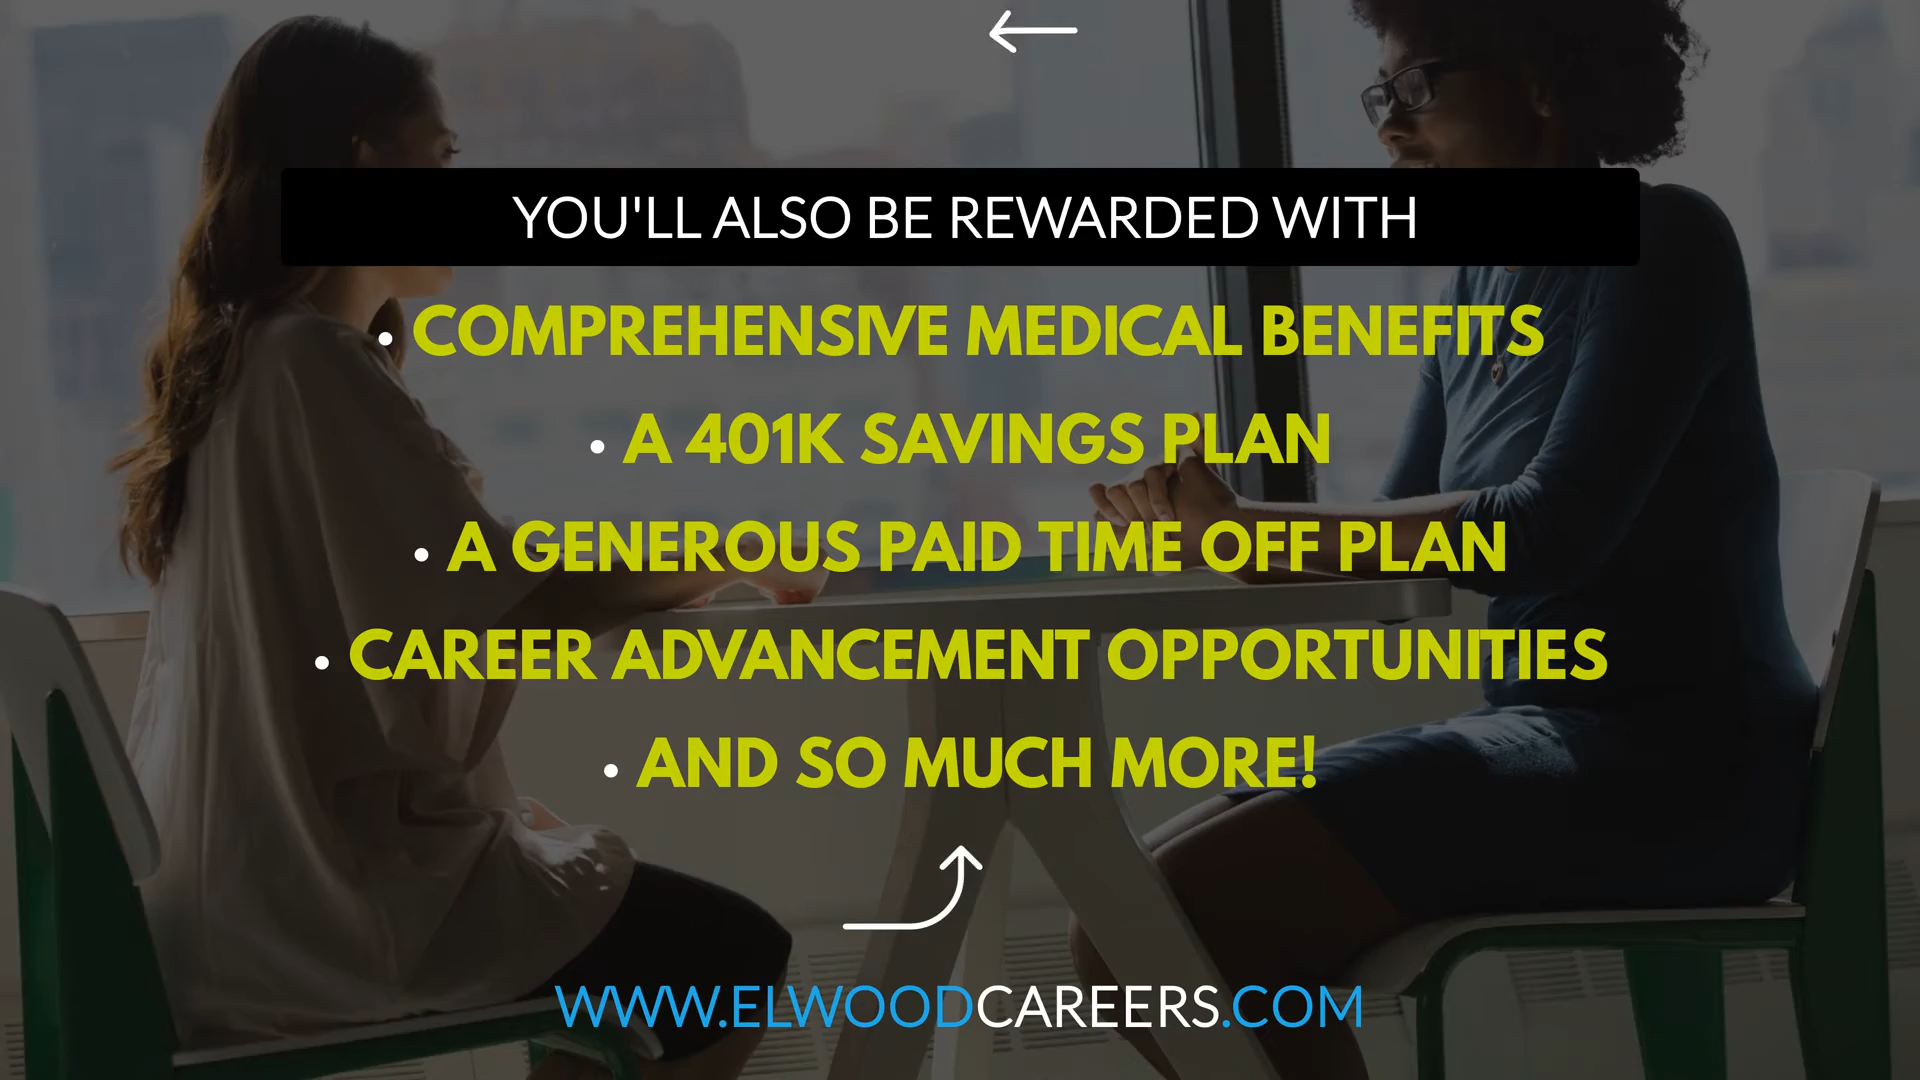 YOU'LL ALSO BE REWARDED WITH
• COMPREHENSIVE MEDICAL BENEFITS
• A 401K SAVINGS PLAN
• A GENEROUS PAID TIME OFF PLAN
• CAREER ADVANCEMENT OPPORTUNITIES
• AND SO MUCH MORE!
WWW.ELWOODCAREERS.COM